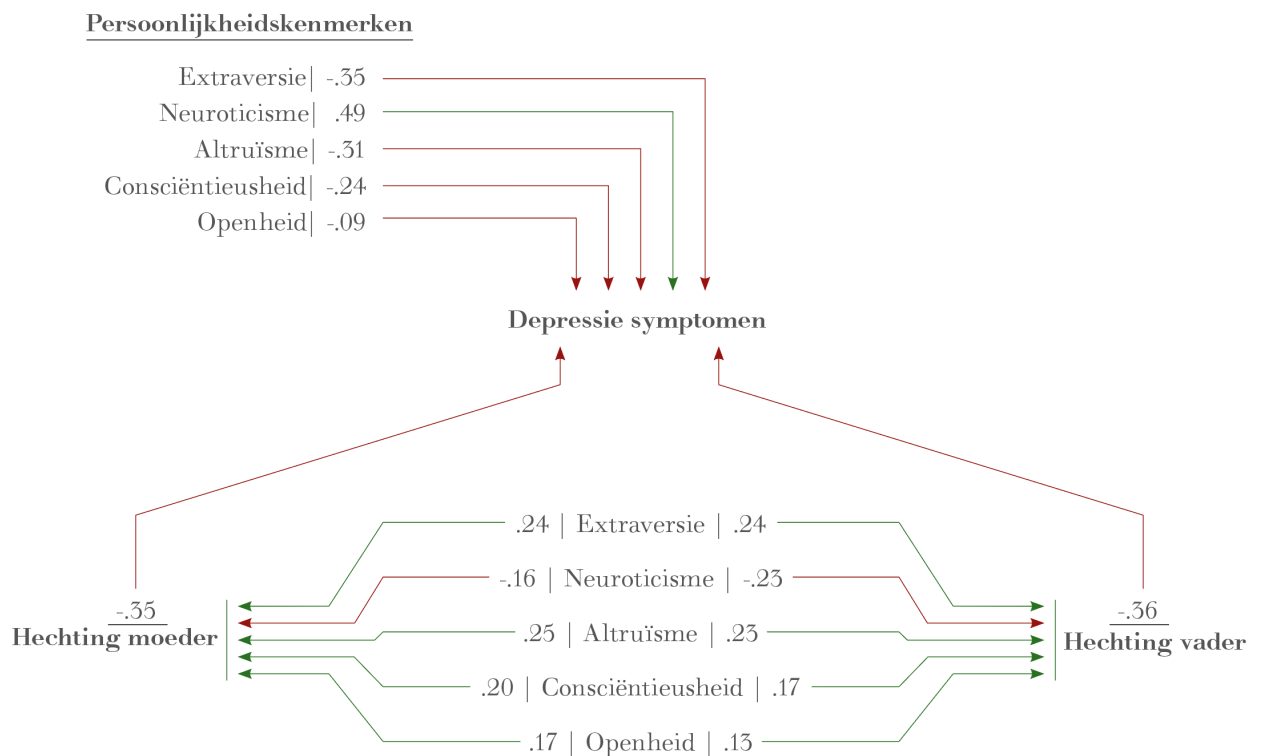 Persoonlijkheidskenmerken
Extraversie| -.35
Neuroticisme| .49
Altruïsme| -.31
Consciëntieusheid| -.24
Openheid| -.09
Depressie symptomen
.24 | Extraversie | .24
-.16 | Neuroticisme | -.23
-.35
Hechting moeder
.25 | Altruïsme | .23
-.36
Hechting vader
.20 | Consciëntieusheid | .17
.17 | Openheid | .13